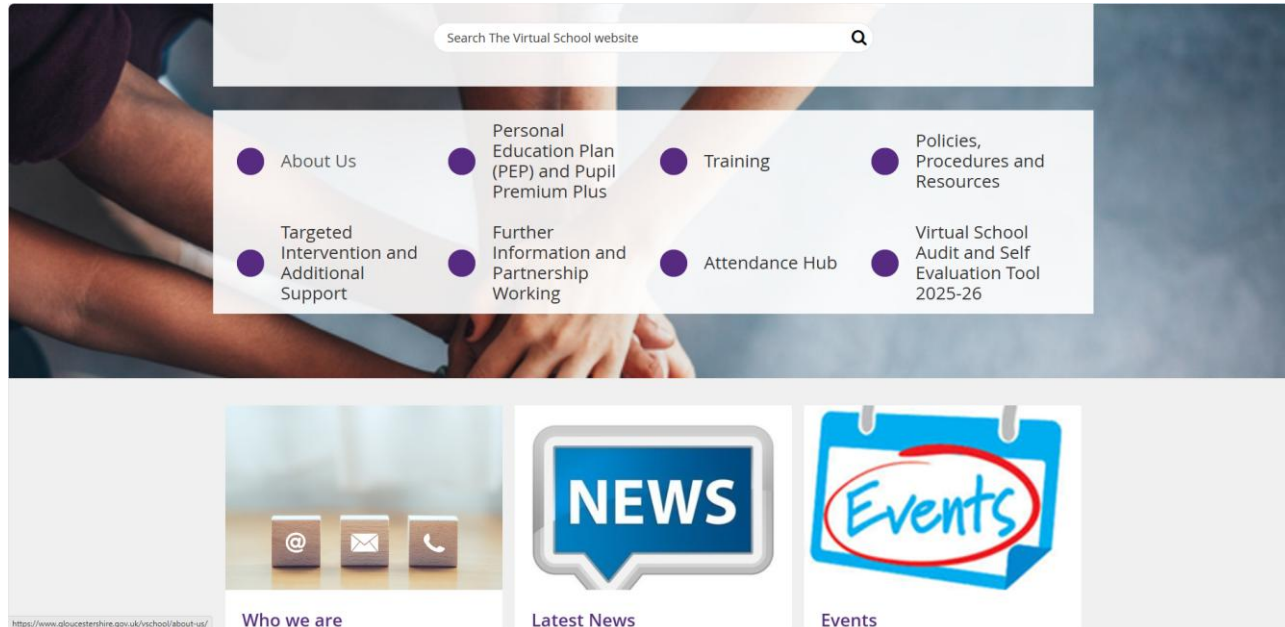 Search The Virtual School website
About Us
Personal
Education Plan
(PEP) and Pupil
Premium Plus
Training
Policies,
Procedures and
Resources
Targeted
Intervention and
Additional
Support
Further
Information and
Partnership
Working
Attendance Hub
Virtual School
Audit and Self
Evaluation Tool
2025-26
@
NEWS
Events
Who we are
Latest News
Events
https://www.gloucestershire.gov.uk/vschool/about-us/